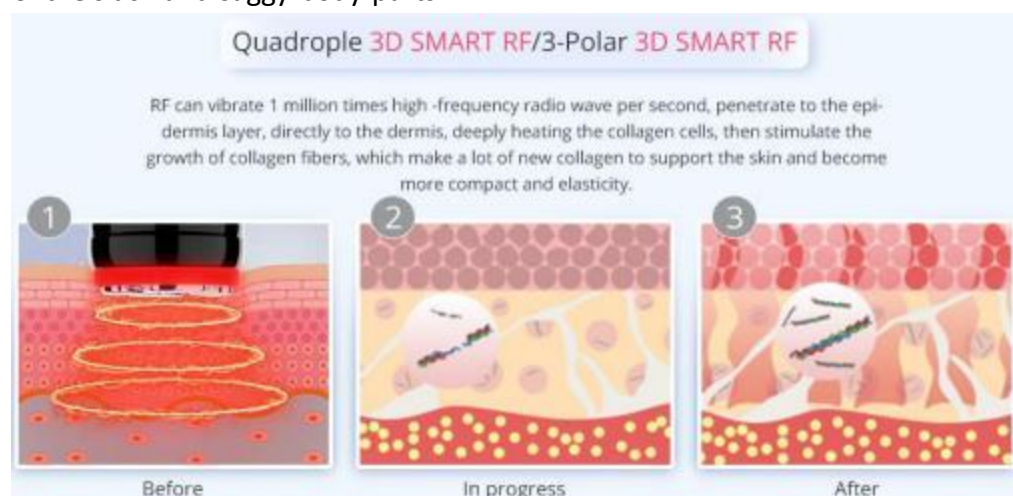 Quadrople 3D SMART RF/3-Polar 3D SMART RF
RF can vibrate 1 million times high -frequency radio wave per second, penetrate to the epi-
dermis layer, directly to the dermis, deeply heating the collagen cells, then stimulate the
growth of collagen fibers, which make a lot of new collagen to support the skin and become
more compact and elasticity.
1
2
3
Before
In progress
After